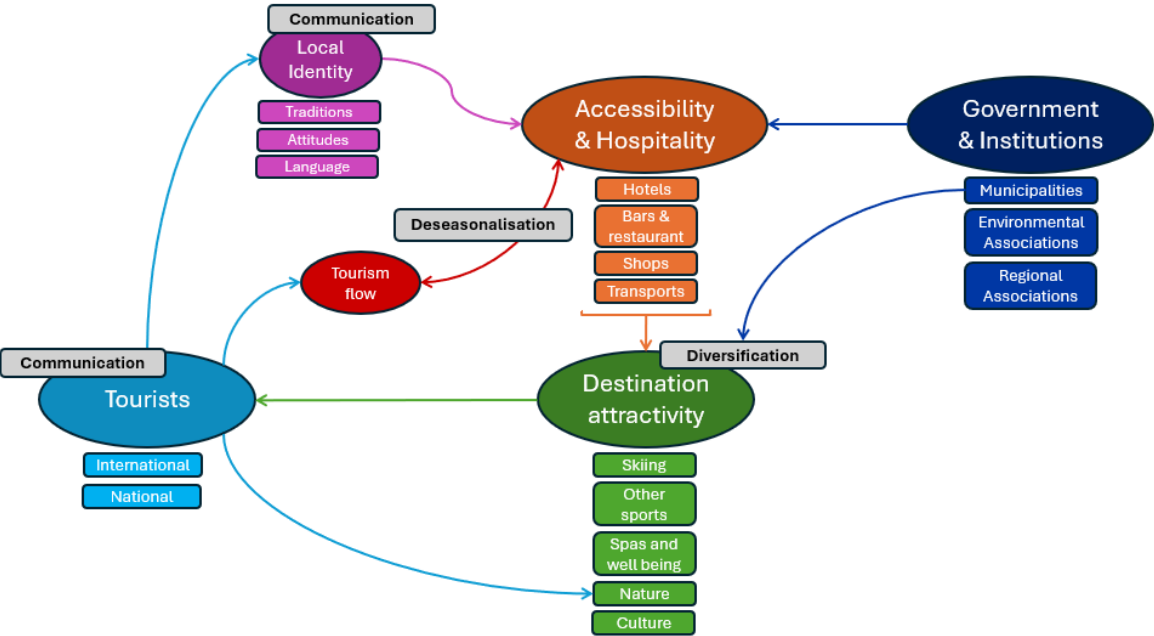 Communication
Local
Identity
Traditions
Attitudes
Language
Accessibility
& Hospitality
Hotels
Bars &
restaurant
Shops
Transports
Government
& Institutions
Municipalities
Environmental
Associations
Regional
Associations
Deseasonalisation
Tourism
flow
Communication
Tourists
International
National
Diversification
Destination
attractivity
Skiing
Other
sports
Spas and
well being
Nature
Culture